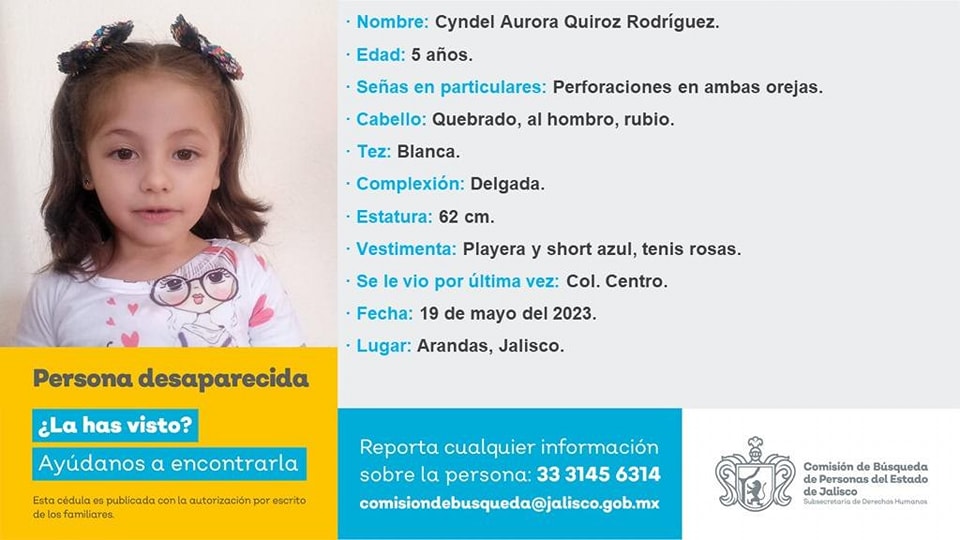 · Nombre: Cyndel Aurora Quiroz Rodríguez.
· Edad: 5 años.
· Señas en particulares: Perforaciones en ambas orejas.
· Cabello: Quebrado, al hombro, rubio.
· Tez: Blanca.
· Complexión: Delgada.
· Estatura: 62 cm.
· Vestimenta: Playera y short azul, tenis rosas.
· Se le vio por última vez: Col. Centro.
· Fecha: 19 de mayo del 2023.
· Lugar: Arandas, Jalisco.
Persona desaparecida
¿La has visto?
Ayúdanos a encontrarla
Esta cédula es publicada con la autorización por escrito
de los familiares.
Reporta cualquier información
sobre la persona: 33 3145 6314
comisiondebusqueda@jalisco.gob.mx
Comisión de Búsqueda
de Personas del Estado
de Jalisco
Subsecretaría de Derechos Humanos